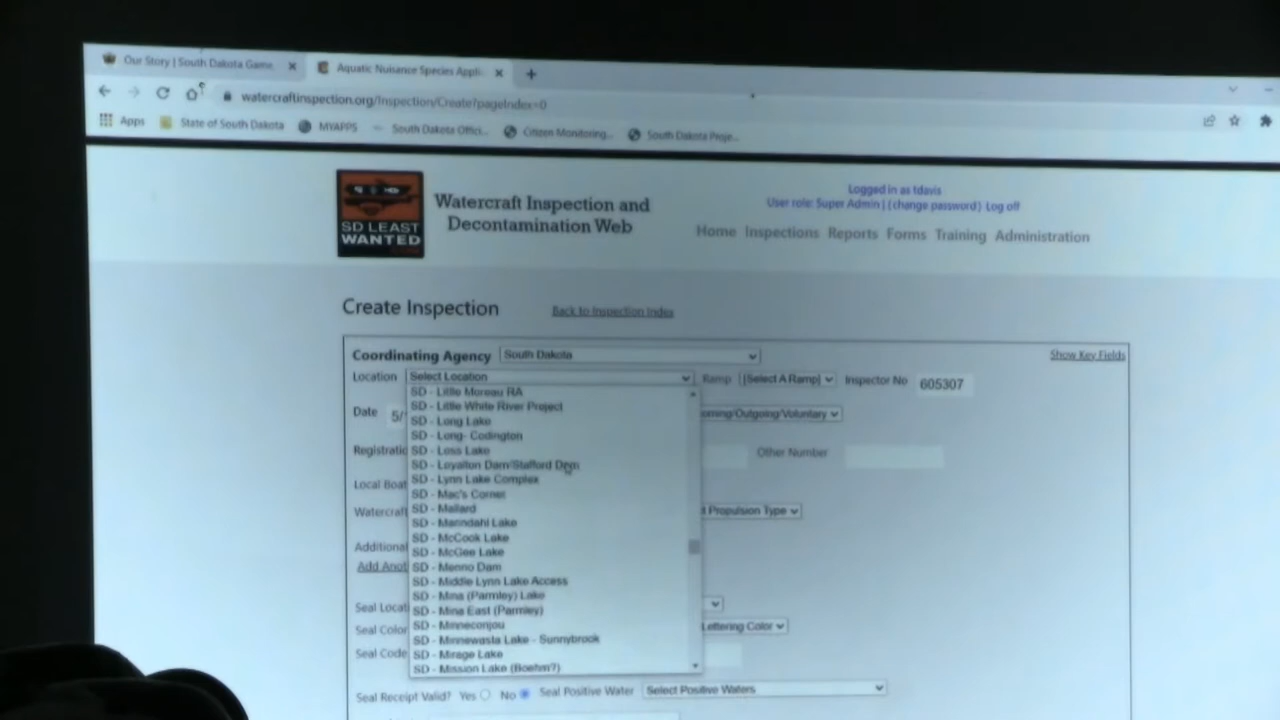 Our Story | South Dakota Game
Aquatic Nuisance Species Appli
watercraftinspection.org/Inspection/Create?pageIndex=0
Apps State of South Dakota MYAPPS South Dakota Offici... Citizen Monitoring... South Dakota Proje...
SD LEAST WANTED
Watercraft Inspection and
Decontamination Web
Logged in as tdavis
User role: Super Admin | (change password) Log off
Home Inspections Reports Forms Training Administration
Create Inspection Back to Inspection Index
Coordinating Agency South Dakota Show Key Fields
Location Select Location Ramp [Select A Ramp] Inspector No 605307
SD - Little Moreau RA
SD - Little White River Project
Date 5/ oming/Outgoing/Voluntary
SD - Long Lake
SD - Long- Codington
Registratio SD - Loss Lake Other Number
SD - Loyalton Dam/Stafford Dam
Local Boat SD - Lynn Lake Complex
SD - Mac's Corner
Watercraft SD - Mallard t Propulsion Type
SD - Marindahl Lake
SD - McCook Lake
Additional SD - McGee Lake
Add Anot SD - Menno Dam
SD - Middle Lynn Lake Access
SD - Mina (Parmley) Lake
Seal Locat SD - Mina East (Parmley)
Seal Color SD - Minneconjou Lettering Color
SD - Minnewasta Lake - Sunnybrook
Seal Code SD - Mirage Lake
SD - Mission Lake (Boehm?)
Seal Receipt Valid? Yes No Seal Positive Water Select Positive Waters